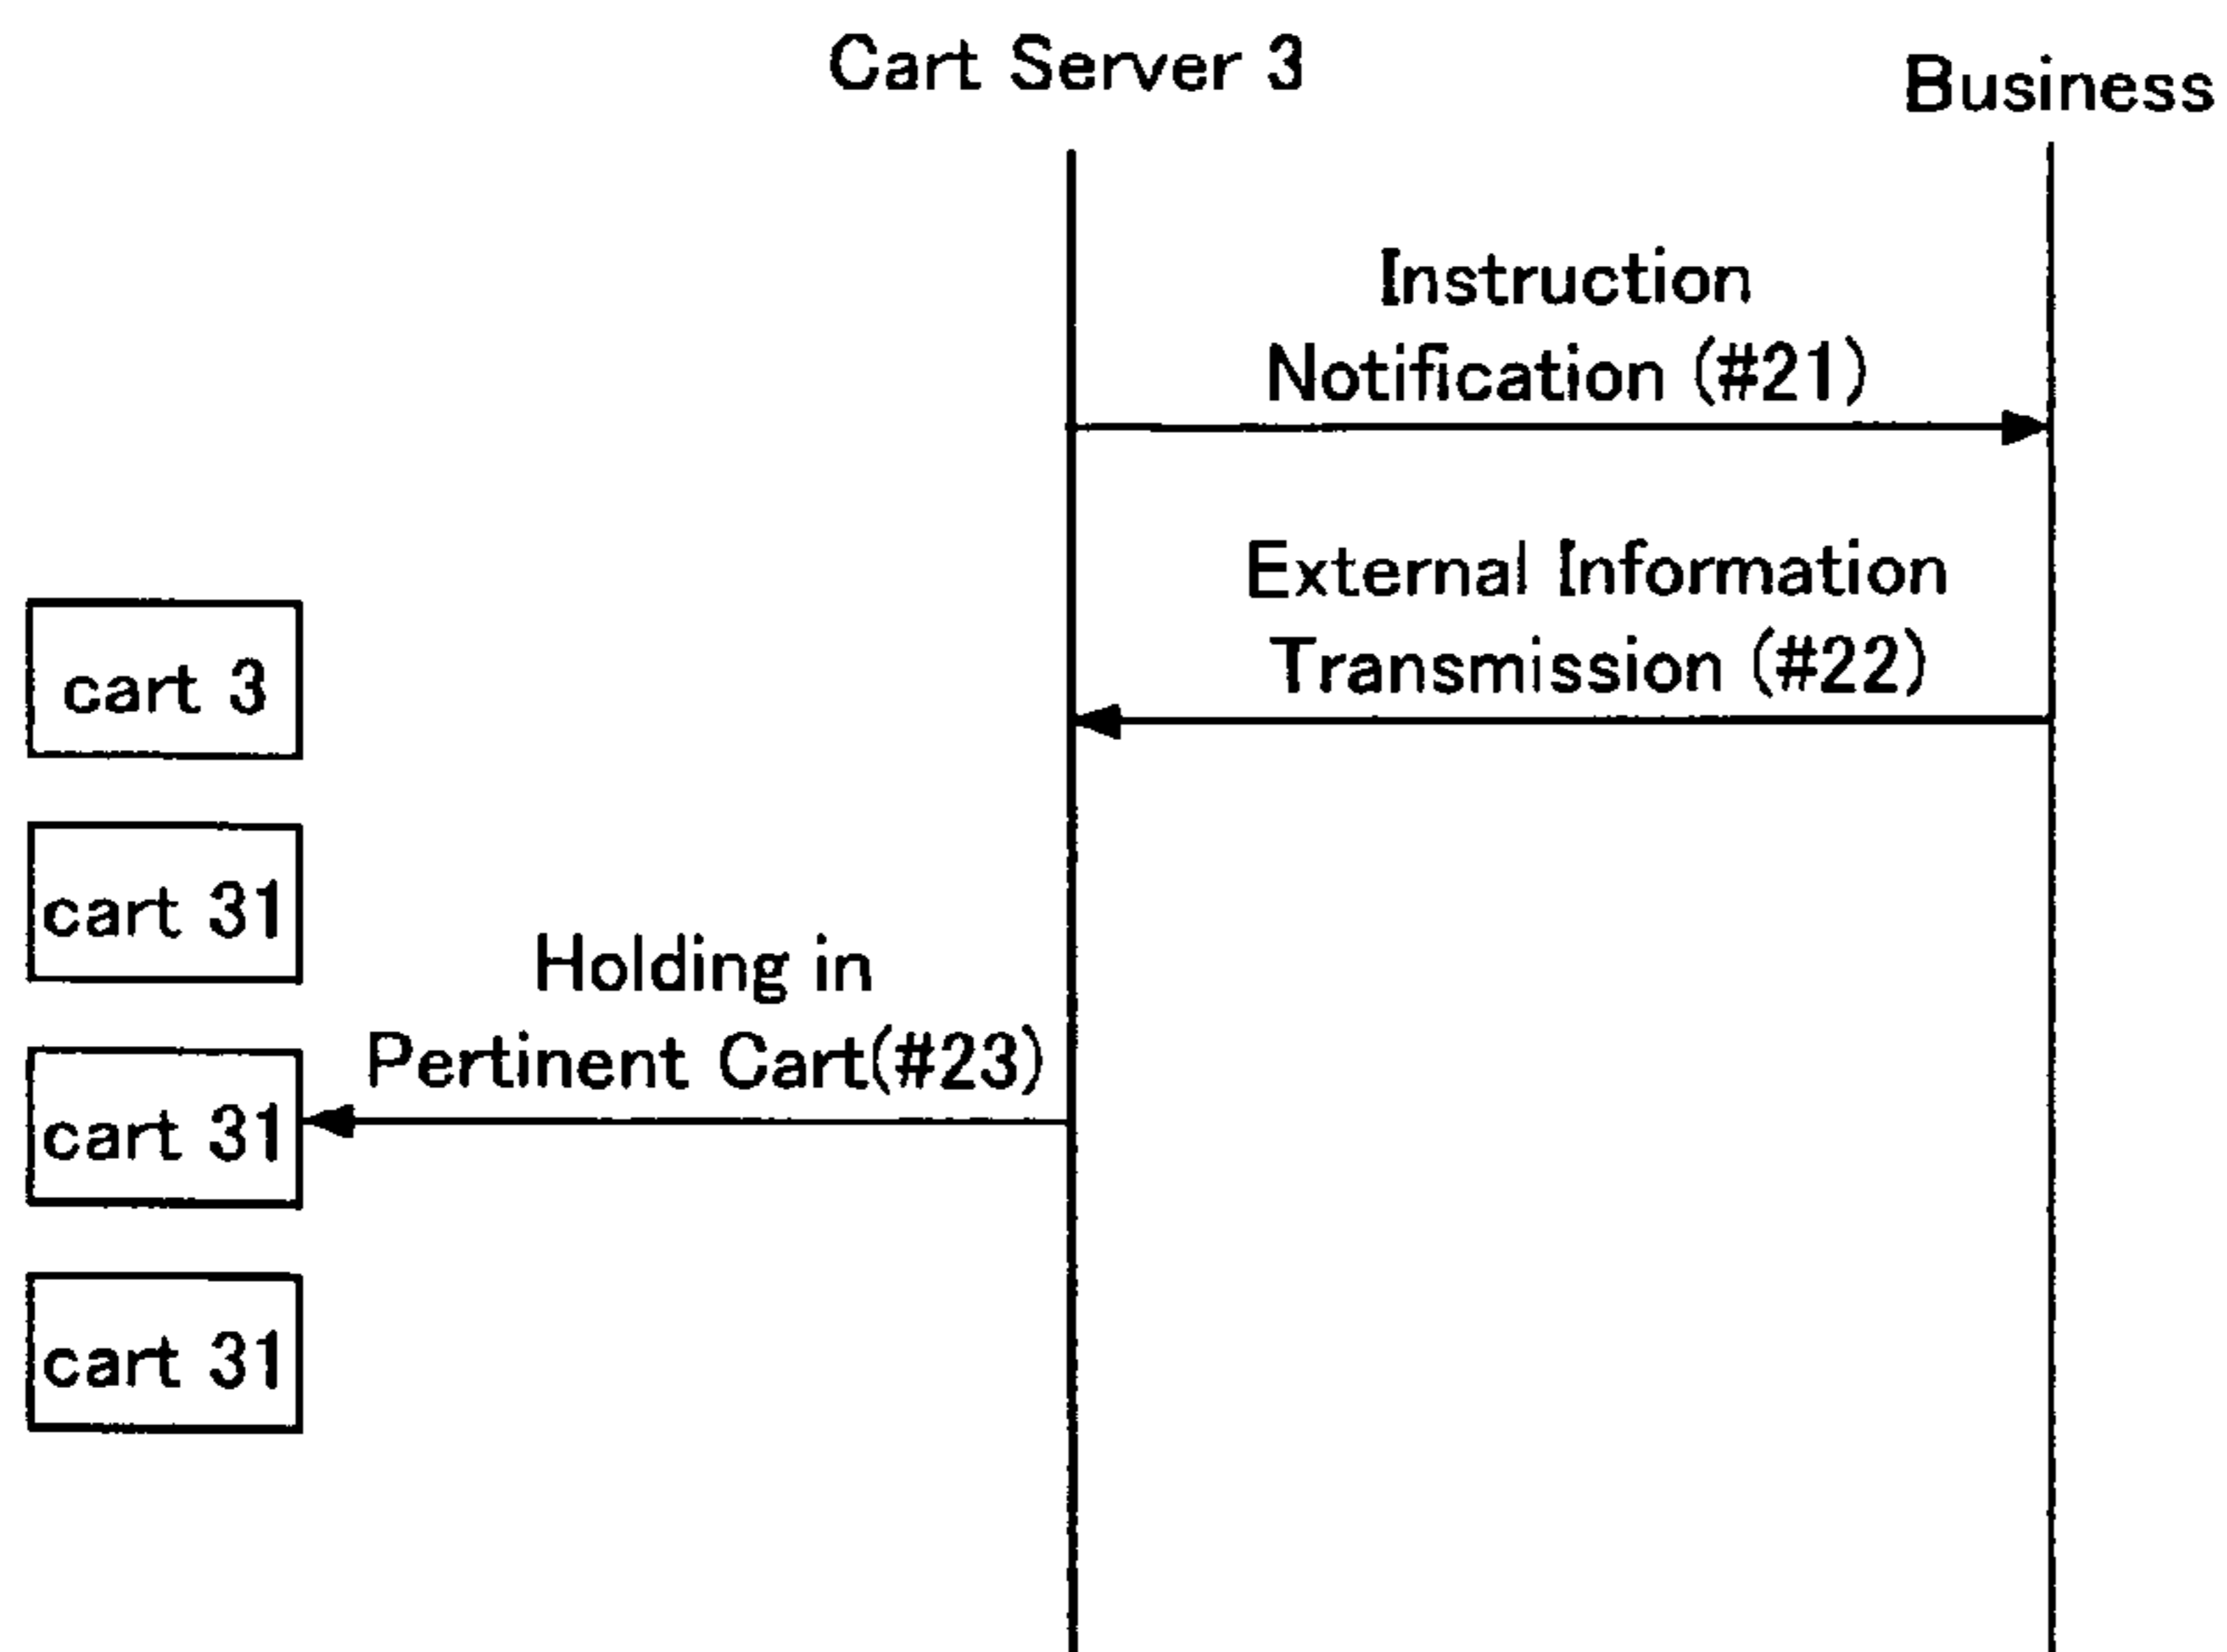 Cart Server 3
Business
Instruction
Notification (#21)
External Information
Transmission (#22)
cart 3
cart 31
Holding in
Pertinent Cart(#23)
cart 31
cart 31